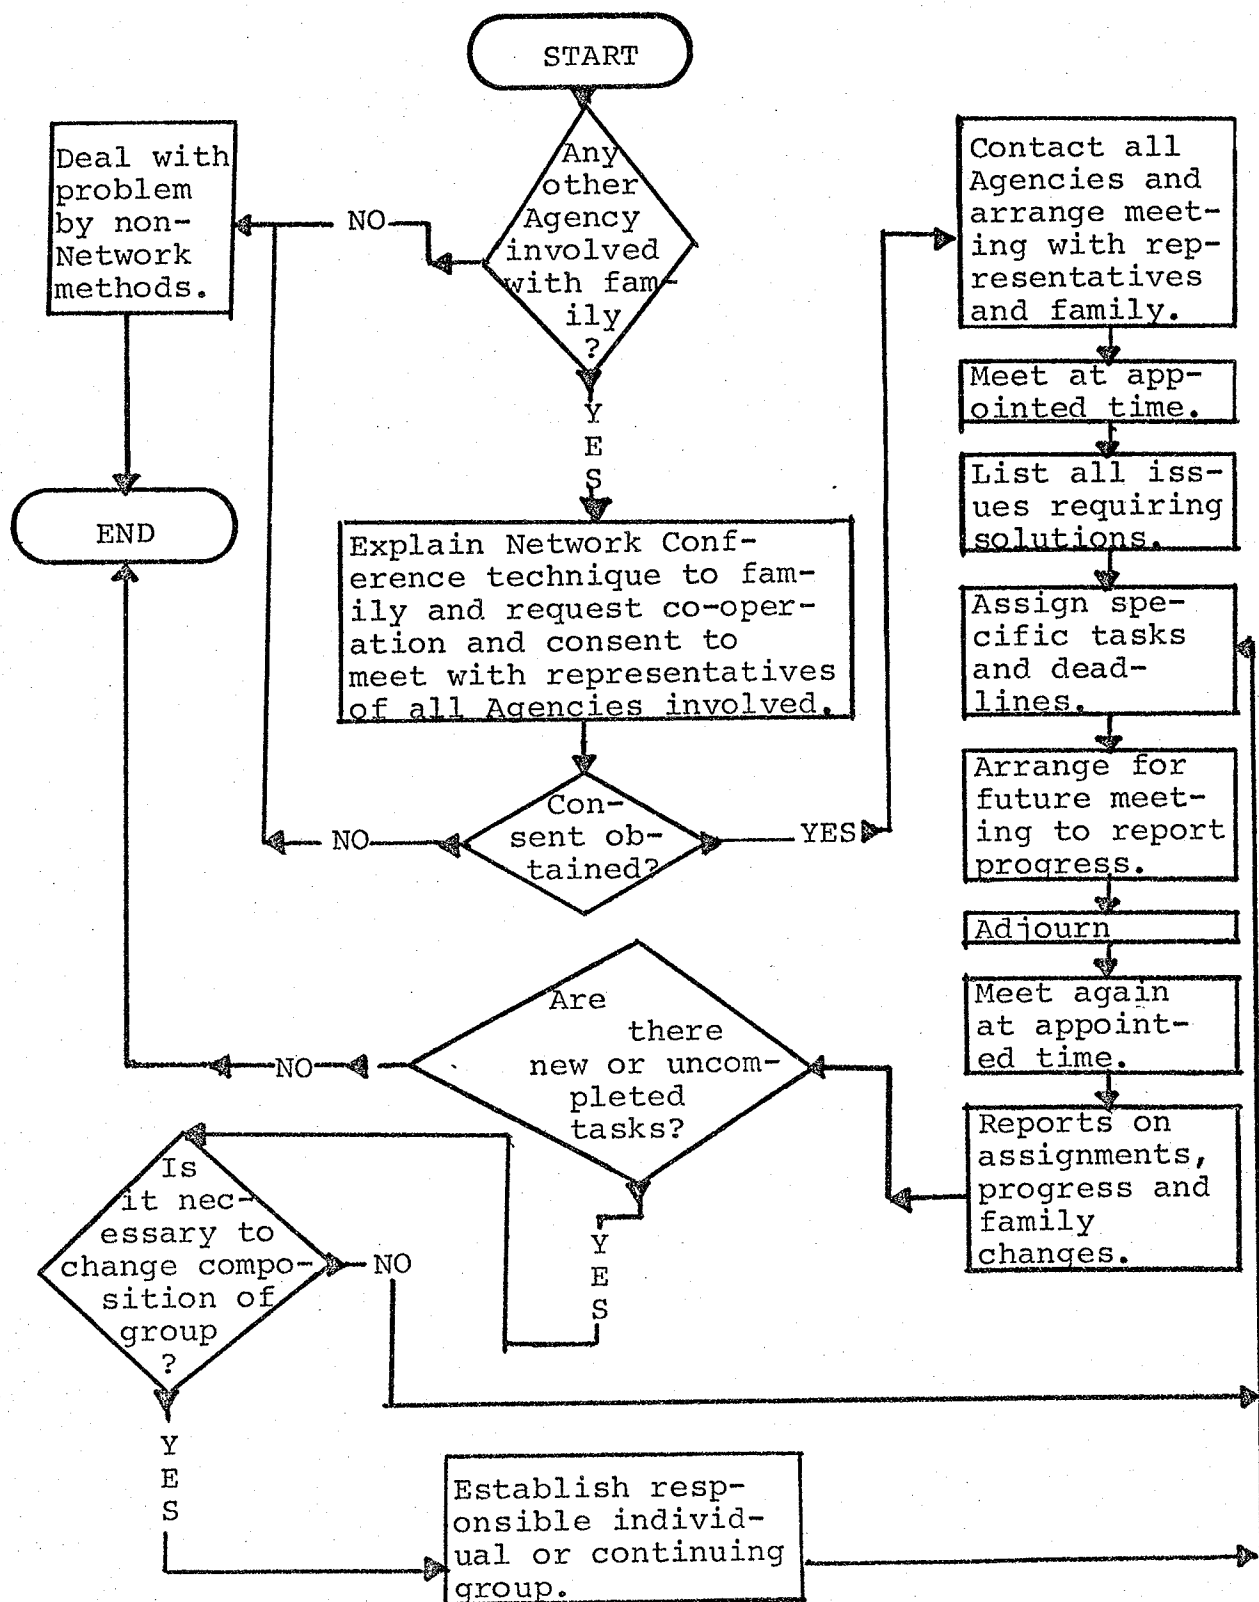 START
Any
other
Agency
involved
with fam-
ily
?
NO
Deal with
problem
by non-
Network
methods.
END
Y
E
S
Explain Network Conf-
erence technique to fam-
ily and request co-oper-
ation and consent to
meet with representatives
of all Agencies involved.
Con-
sent ob-
tained?
NO
YES
Contact all
Agencies and
arrange meet-
ing with rep-
resentatives
and family.
Meet at app-
ointed time.
List all iss-
ues requiring
solutions.
Assign spe-
cific tasks
and dead-
lines.
Arrange for
future meet-
ing to report
progress.
Adjourn
Meet again
at appoint-
ed time.
Reports on
assignments,
progress and
family
changes.
Are
there
new or uncom-
pleted
tasks?
NO
Y
E
S
Is
it nec-
essary to
change compo-
sition of
group
?
NO
Y
E
S
Establish resp-
onsible individ-
ual or continuing
group.